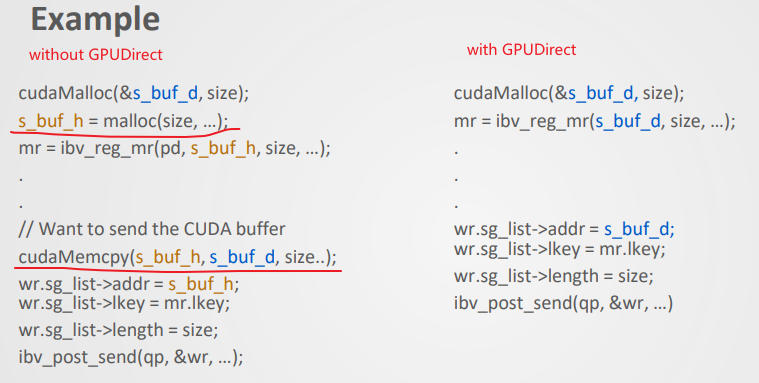 Example
without GPUDirect
cudaMalloc(&s_buf_d, size);
s_buf_h = malloc(size, …);
mr = ibv_reg_mr(pd, s_buf_h, size, …);
.
.
// Want to send the CUDA buffer
cudaMemcpy(s_buf_h, s_buf_d, size..);
wr.sg_list->addr = s_buf_h;
wr.sg_list->lkey = mr.lkey;
wr.sg_list->length = size;
ibv_post_send(qp, &wr, …);
with GPUDirect
cudaMalloc(&s_buf_d, size);
mr = ibv_reg_mr(s_buf_d, size, …);
.
.
.
wr.sg_list->addr = s_buf_d;
wr.sg_list->lkey = mr.lkey;
wr.sg_list->length = size;
ibv_post_send(qp, &wr, …)